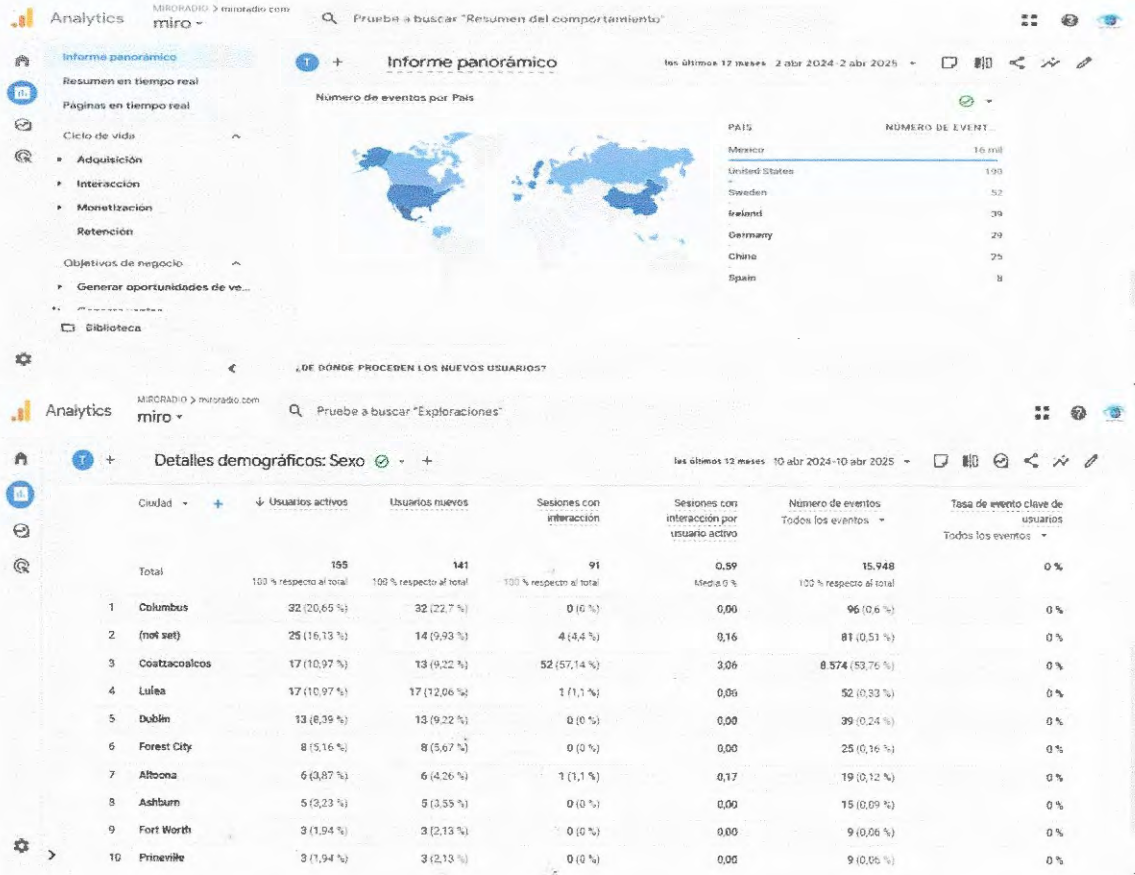 MIRORADIO > miroradio.com
Analytics
miro
Pruebe a buscar "Resumen del comportamiento"
Informe panorámico
Resumen en tiempo real
Páginas en tiempo real
Ciclo de vida
Adquisición
Interacción
Monetización
Retención
Objetivos de negocio
Generar oportunidades de ve...
Biblioteca
T + Informe panorámico
los últimos 12 meses 2 abr 2024-2 abr 2025
Número de eventos por País
PAÍS NÚMERO DE EVENT...
Mexico 16 mil
United States 190
Sweden 52
Ireland 39
Germany 29
China 25
Spain 8
¿DE DÓNDE PROCEDEN LOS NUEVOS USUARIOS?
MIRORADIO > miroradio.com
Analytics
miro
Pruebe a buscar "Exploraciones"
T + Detalles demográficos: Sexo +
los últimos 12 meses 10 abr 2024-10 abr 2025
Ciudad + ↓ Usuarios activos Usuarios nuevos Sesiones con interacción Sesiones con interacción por usuario activo Número de eventos Tasa de evento clave de usuarios
Todos los eventos Todos los eventos
Total 155 141 91 0,59 15.948 0 %
100 % respecto al total 100 % respecto al total 100 % respecto al total Media 0 % 100 % respecto al total
1 Columbus 32 (20,65 %) 32 (22,7 %) 0 (0 %) 0,00 96 (0,6 %) 0 %
2 (not set) 25 (16,13 %) 14 (9,93 %) 4 (4,4 %) 0,16 81 (0,51 %) 0 %
3 Coatzacoalcos 17 (10,97 %) 13 (9,22 %) 52 (57,14 %) 3,06 8.574 (53,76 %) 0 %
4 Lulea 17 (10,97 %) 17 (12,06 %) 1 (1,1 %) 0,06 52 (0,33 %) 0 %
5 Dublin 13 (8,39 %) 13 (9,22 %) 0 (0 %) 0,00 39 (0,24 %) 0 %
6 Forest City 8 (5,16 %) 8 (5,67 %) 0 (0 %) 0,00 25 (0,16 %) 0 %
7 Altoona 6 (3,87 %) 6 (4,26 %) 1 (1,1 %) 0,17 19 (0,12 %) 0 %
8 Ashburn 5 (3,23 %) 5 (3,55 %) 0 (0 %) 0,00 15 (0,09 %) 0 %
9 Fort Worth 3 (1,94 %) 3 (2,13 %) 0 (0 %) 0,00 9 (0,06 %) 0 %
10 Prineville 3 (1,94 %) 3 (2,13 %) 0 (0 %) 0,00 9 (0,06 %) 0 %